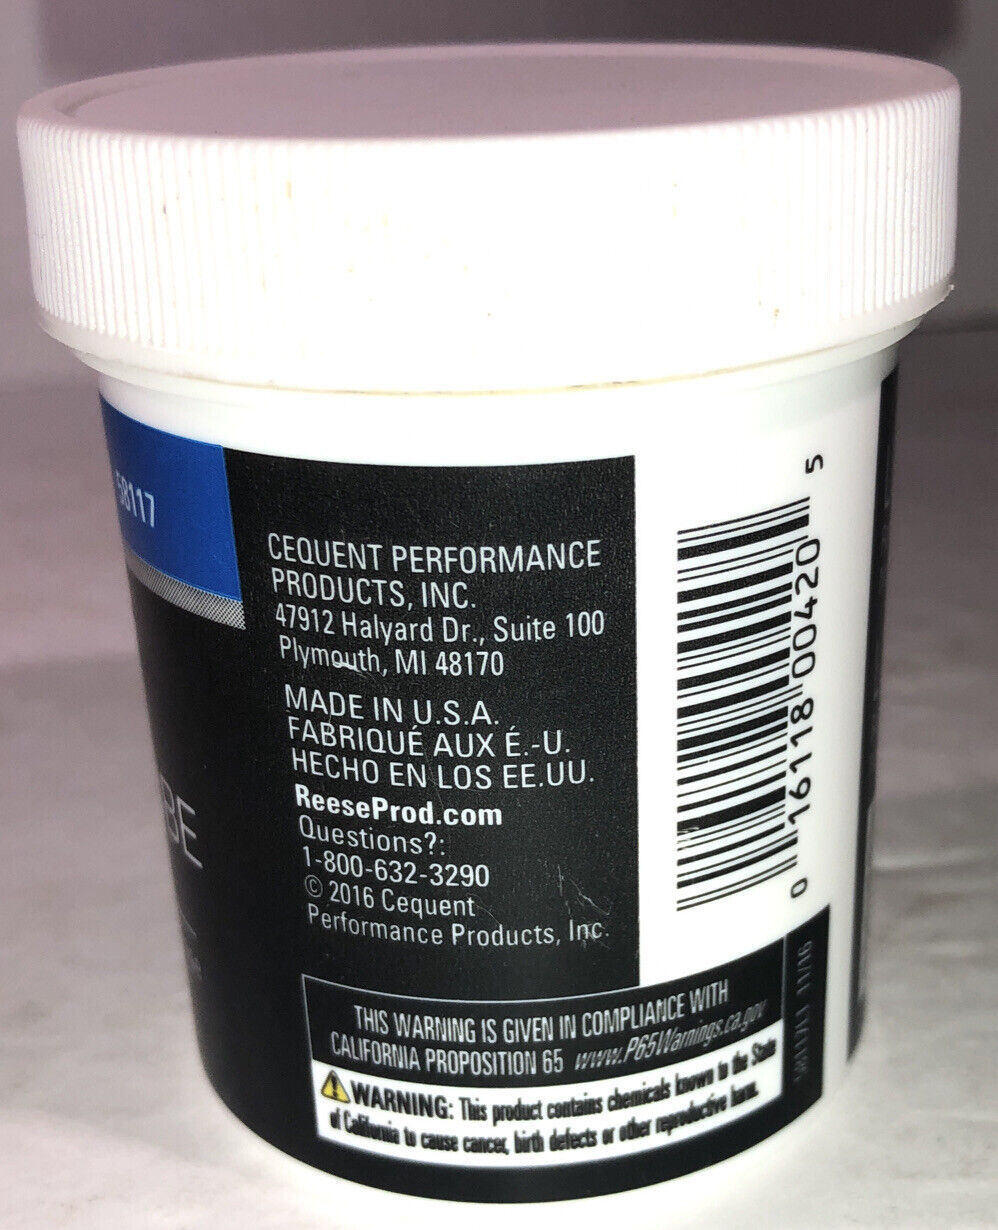 58117
CEQUENT PERFORMANCE
PRODUCTS, INC.
47912 Halyard Dr., Suite 100
Plymouth, MI 48170
MADE IN U.S.A.
FABRIQUÉ AUX É.-U.
HECHO EN LOS EE.UU.
ReeseProd.com
Questions?:
1-800-632-3290
© 2016 Cequent
Performance Products, Inc.
BE
0 16118 00420 5
THIS WARNING IS GIVEN IN COMPLIANCE WITH
CALIFORNIA PROPOSITION 65 www.P65Warnings.ca.gov
WARNING: This product contains chemicals known to the State
of California to cause cancer, birth defects or other reproductive harm.
11/16